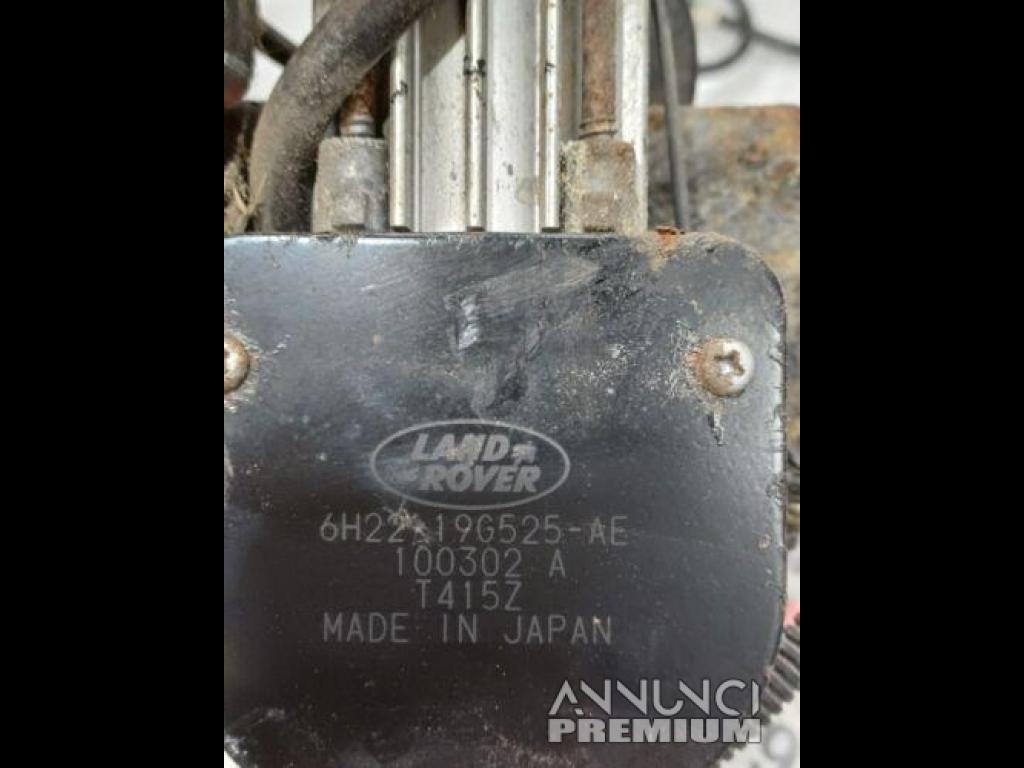 LAND
ROVER
6H22-19G525-AE
100302 A
T415Z
MADE IN JAPAN
ANNUNCI
PREMIUM